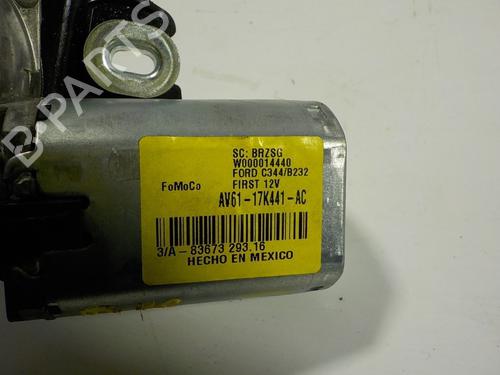 B-PARTS
SC: BRZSG
W000014440
FORD C344/B232
FoMoCo FIRST 12V
AV61-17K441-AC
3/A-83673 293.16
HECHO EN MEXICO